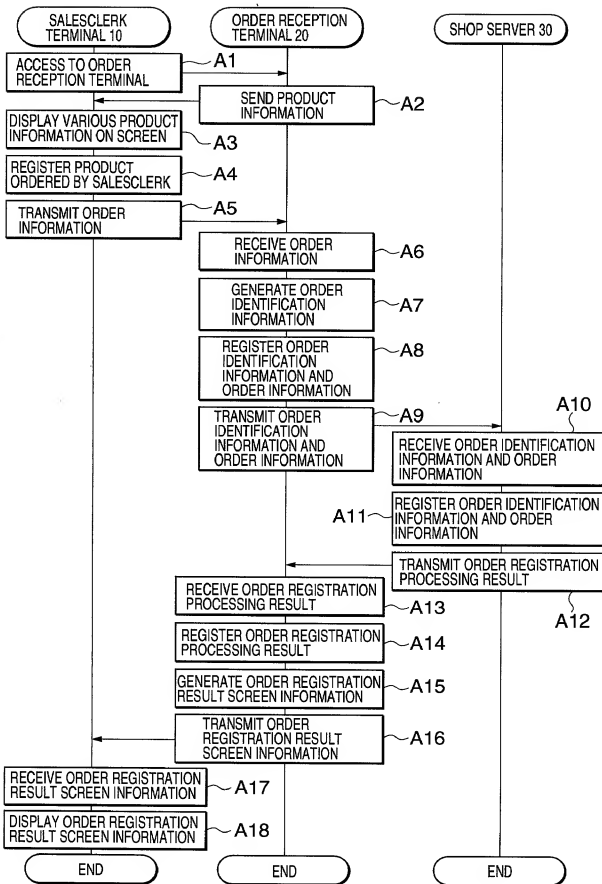 SALESCLERK
TERMINAL 10
ORDER RECEPTION
TERMINAL 20
SHOP SERVER 30
ACCESS TO ORDER
RECEPTION TERMINAL
A1
SEND PRODUCT
INFORMATION
A2
DISPLAY VARIOUS PRODUCT
INFORMATION ON SCREEN
A3
REGISTER PRODUCT
ORDERED BY SALESCLERK
A4
TRANSMIT ORDER
INFORMATION
A5
RECEIVE ORDER
INFORMATION
A6
GENERATE ORDER
IDENTIFICATION
INFORMATION
A7
REGISTER ORDER
IDENTIFICATION
INFORMATION AND
ORDER INFORMATION
A8
TRANSMIT ORDER
IDENTIFICATION
INFORMATION AND
ORDER INFORMATION
A9
A10
RECEIVE ORDER IDENTIFICATION
INFORMATION AND ORDER
INFORMATION
A11
REGISTER ORDER IDENTIFICATION
INFORMATION AND ORDER
INFORMATION
TRANSMIT ORDER REGISTRATION
PROCESSING RESULT
A12
RECEIVE ORDER REGISTRATION
PROCESSING RESULT
A13
REGISTER ORDER REGISTRATION
PROCESSING RESULT
A14
GENERATE ORDER REGISTRATION
RESULT SCREEN INFORMATION
A15
TRANSMIT ORDER
REGISTRATION RESULT
SCREEN INFORMATION
A16
RECEIVE ORDER REGISTRATION
RESULT SCREEN INFORMATION
A17
DISPLAY ORDER REGISTRATION
RESULT SCREEN INFORMATION
A18
END
END
END